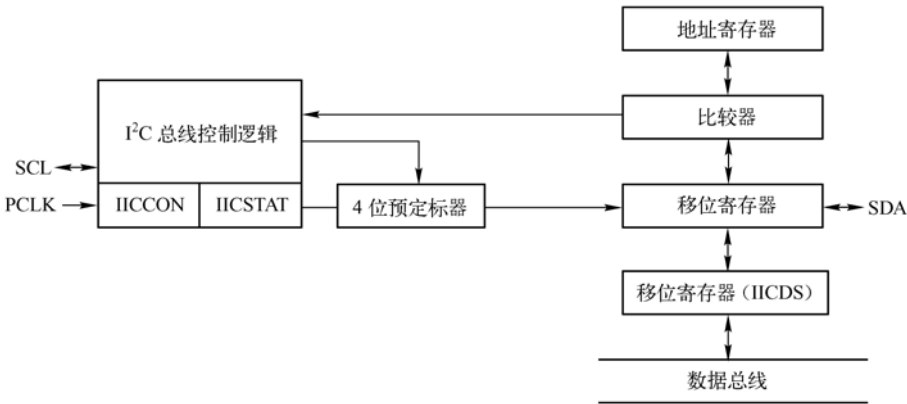 地址寄存器
I²C 总线控制逻辑
比较器
SCL
PCLK
IICCON
IICSTAT
4 位预定标器
移位寄存器
SDA
移位寄存器（IICDS）
数据总线